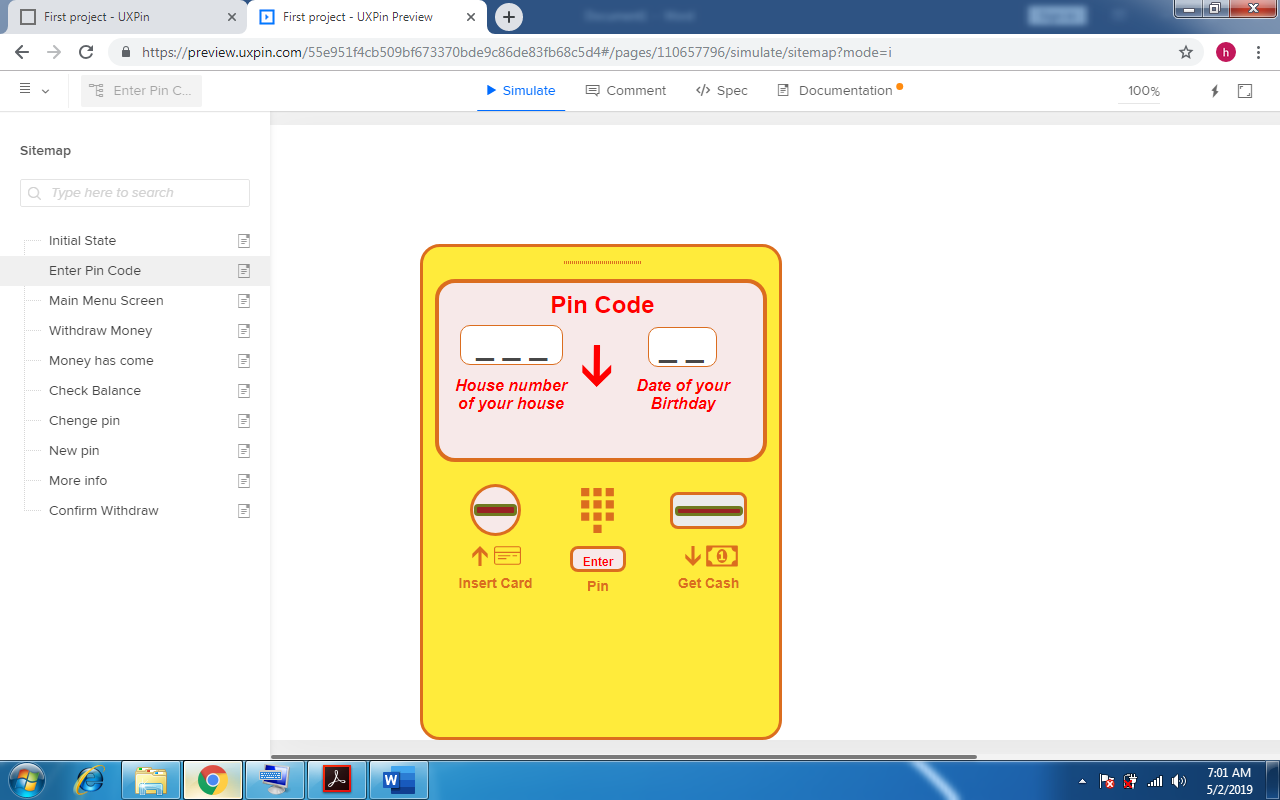 First project - UXPin
First project - UXPin Preview
https://preview.uxpin.com/55e951f4cb509bf673370bde9c86de83fb68c5d4#/pages/110657796/simulate/sitemap?mode=i
h
Enter Pin C...
Simulate
Comment
Spec
Documentation
100%
Sitemap
Type here to search
Initial State
Enter Pin Code
Main Menu Screen
Withdraw Money
Money has come
Check Balance
Chenge pin
New pin
More info
Confirm Withdraw
Pin Code
House number
of your house
Date of your
Birthday
1
Enter
Insert Card
Pin
Get Cash
7:01 AM
5/2/2019